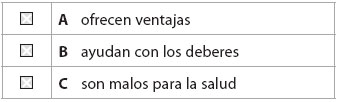 A ofrecen ventajas
B ayudan con los deberes
C son malos para la salud